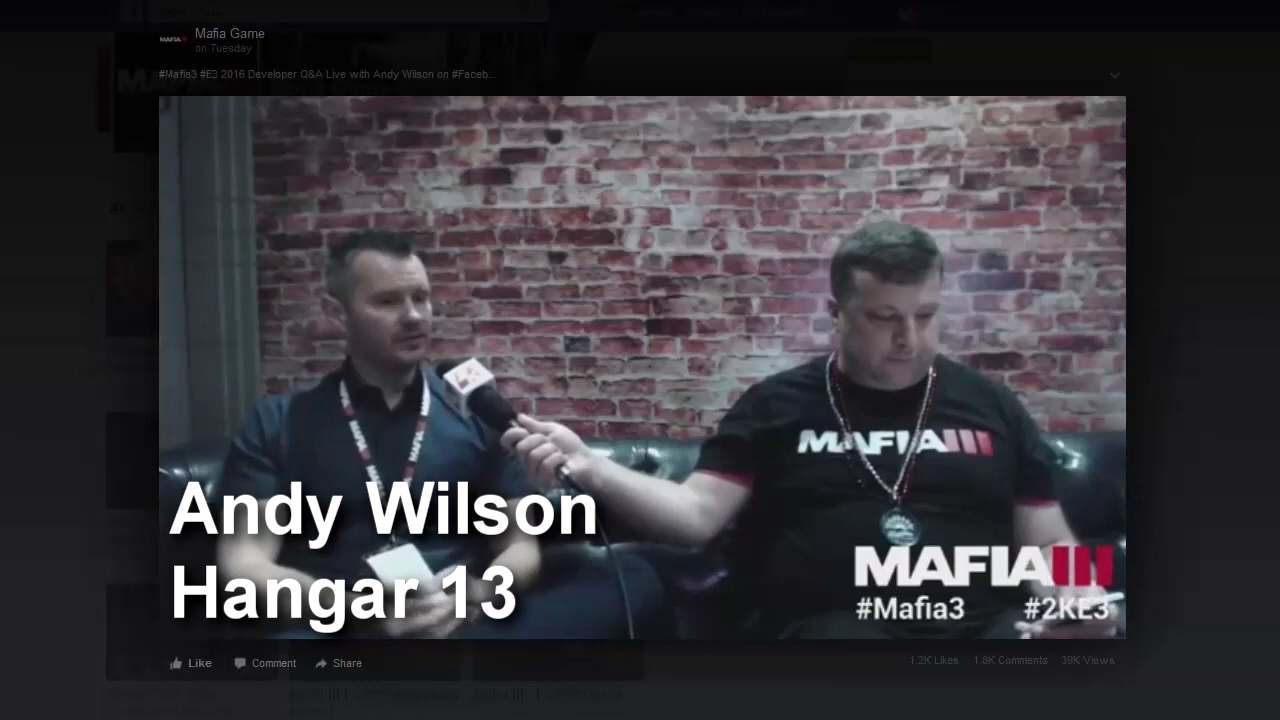 Mafia Game
on Tuesday
#Mafia3 #E3 2016 Developer Q&A Live with Andy Wilson on #Faceb...
MAFIA III
Andy Wilson
Hangar 13
MAFIA III
#Mafia3 #2KE3
Like Comment Share
1.2K Likes 1.8K Comments 39K Views